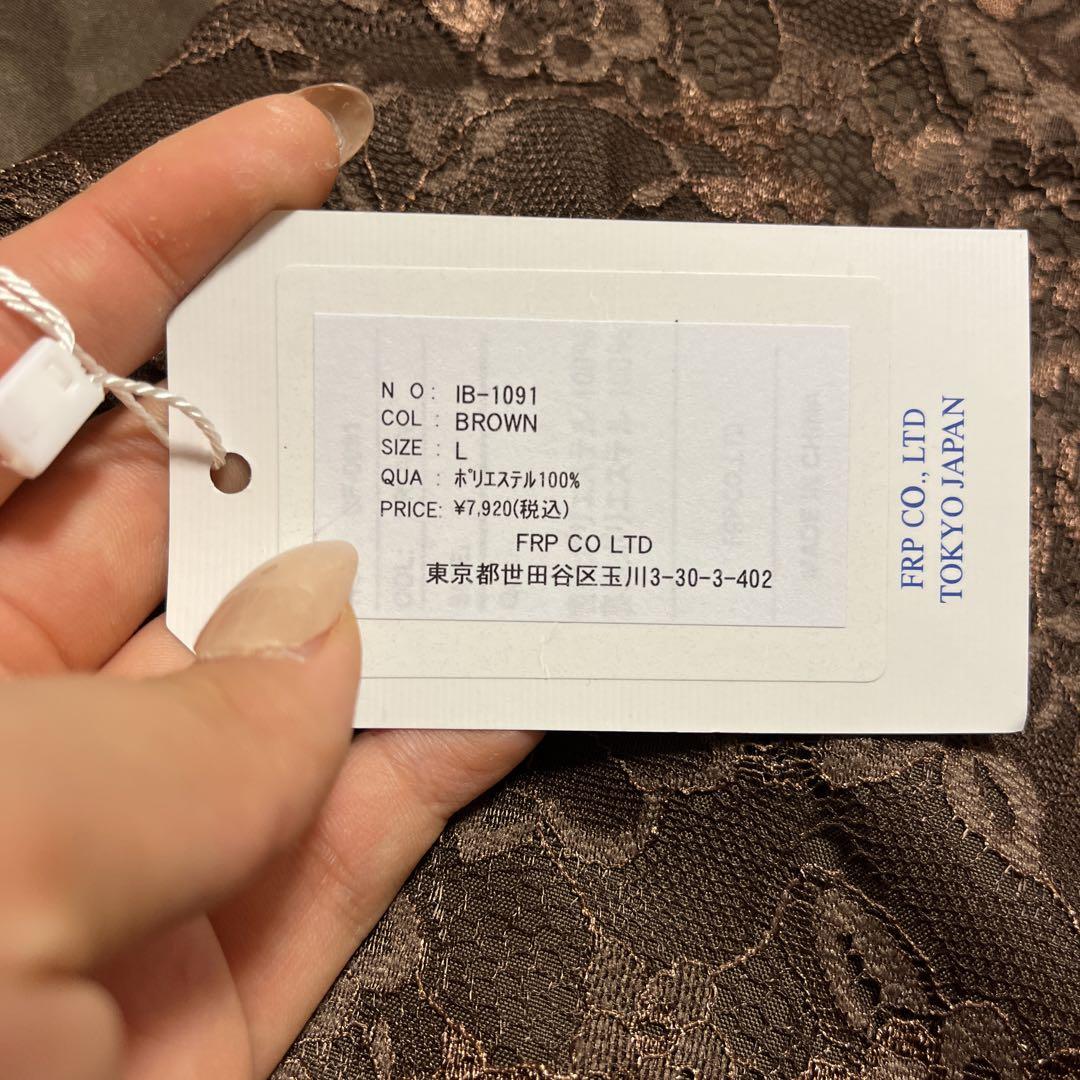 N O: IB-1091
COL : BROWN
SIZE : L
QUA : ポリエステル100%
PRICE: ¥7,920(税込)
FRP CO LTD
東京都世田谷区玉川3-30-3-402
FRP CO., LTD
TOKYO JAPAN